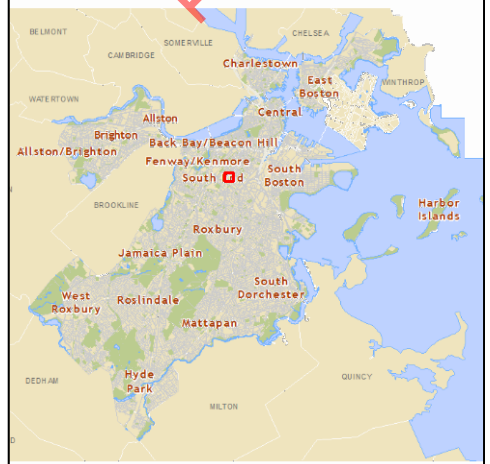 BELMONT
CAMBRIDGE
SOMERVILLE
CHELSEA
Charlestown
WINTHROP
East
Boston
WATERTOWN
Central
Allston
Brighton
Allston/Brighton
Back Bay/Beacon Hill
Fenway/Kenmore
South
South
Boston
BROOKLINE
Harbor
Islands
Roxbury
Jamaica Plain
West
Roxbury
Roslindale
South
Dorchester
Mattapan
DEDHAM
Hyde
Park
QUINCY
MILTON
D